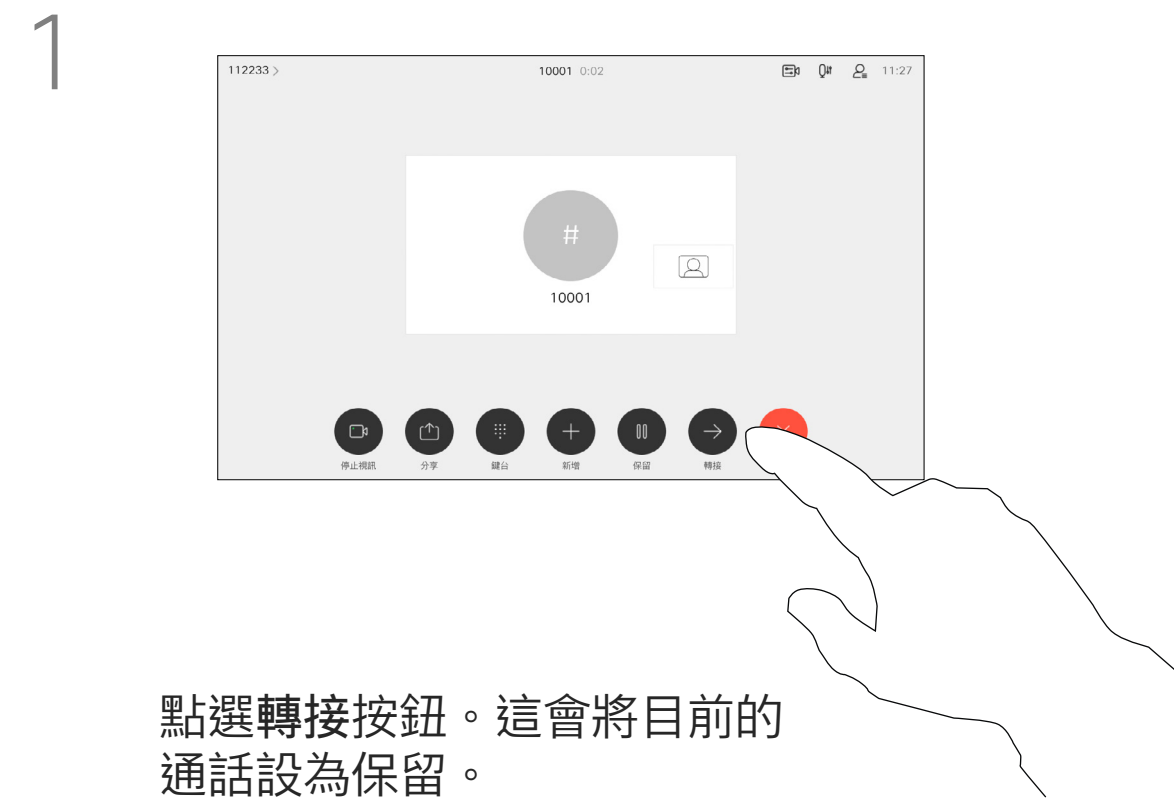 1
112233 >
10001 0:02
11:27
#
10001
停止視訊
分享
鍵台
新增
保留
轉接
點選轉接按鈕。這會將目前的
通話設為保留。